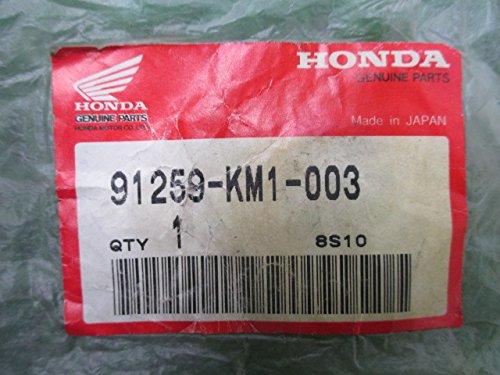 HONDA
GENUINE PARTS
HONDA MOTOR CO., LTD.
HONDA
GENUINE PARTS
Made in JAPAN
91259-KM1-003
QTY 1 8S10